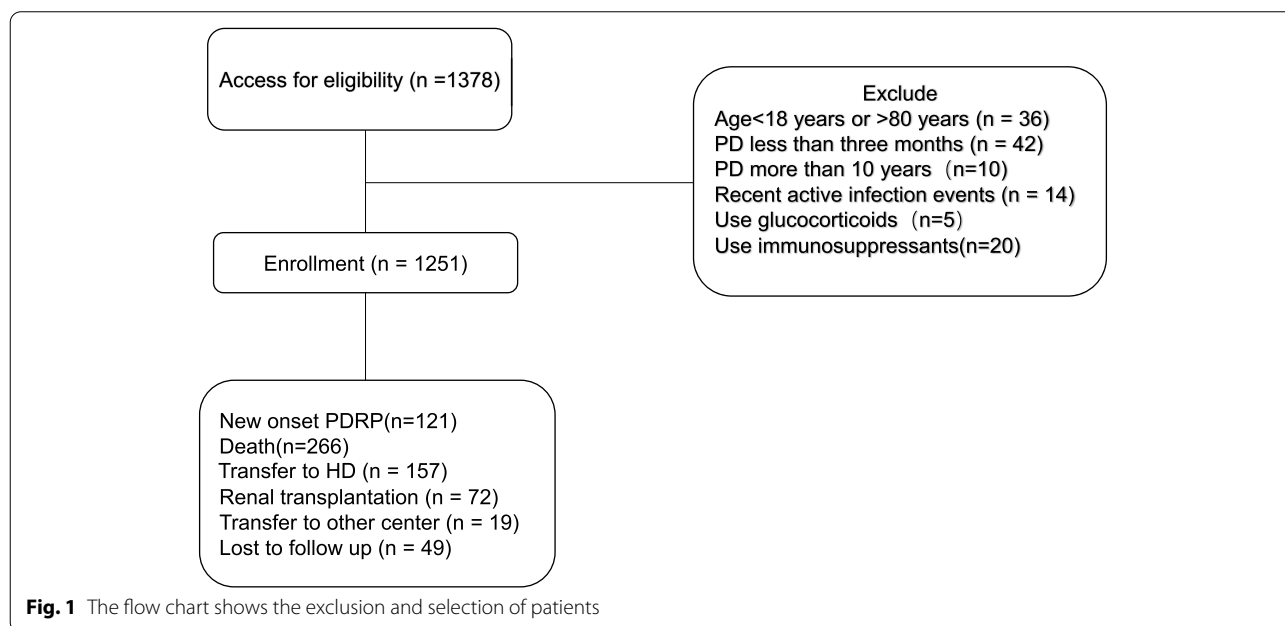 Access for eligibility (n =1378)
Exclude
Age<18 years or >80 years (n = 36)
PD less than three months (n = 42)
PD more than 10 years（n=10)
Recent active infection events (n = 14)
Use glucocorticoids（n=5)
Use immunosuppressants(n=20)
Enrollment (n = 1251)
New onset PDRP(n=121)
Death(n=266)
Transfer to HD (n = 157)
Renal transplantation (n = 72)
Transfer to other center (n = 19)
Lost to follow up (n = 49)
Fig. 1 The flow chart shows the exclusion and selection of patients